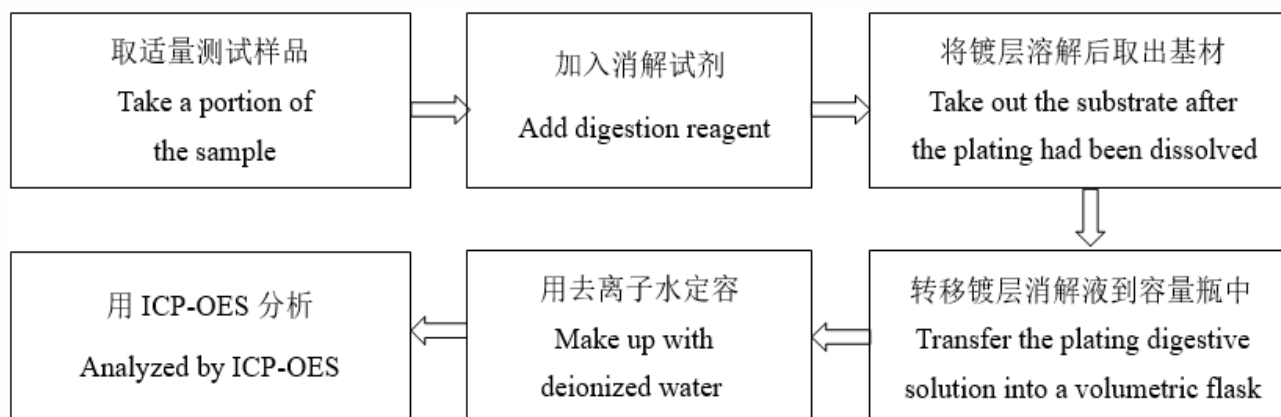 取适量测试样品
Take a portion of
the sample
加入消解试剂
Add digestion reagent
将镀层溶解后取出基材
Take out the substrate after
the plating had been dissolved
转移镀层消解液到容量瓶中
Transfer the plating digestive
solution into a volumetric flask
用去离子水定容
Make up with
deionized water
用 ICP-OES 分析
Analyzed by ICP-OES